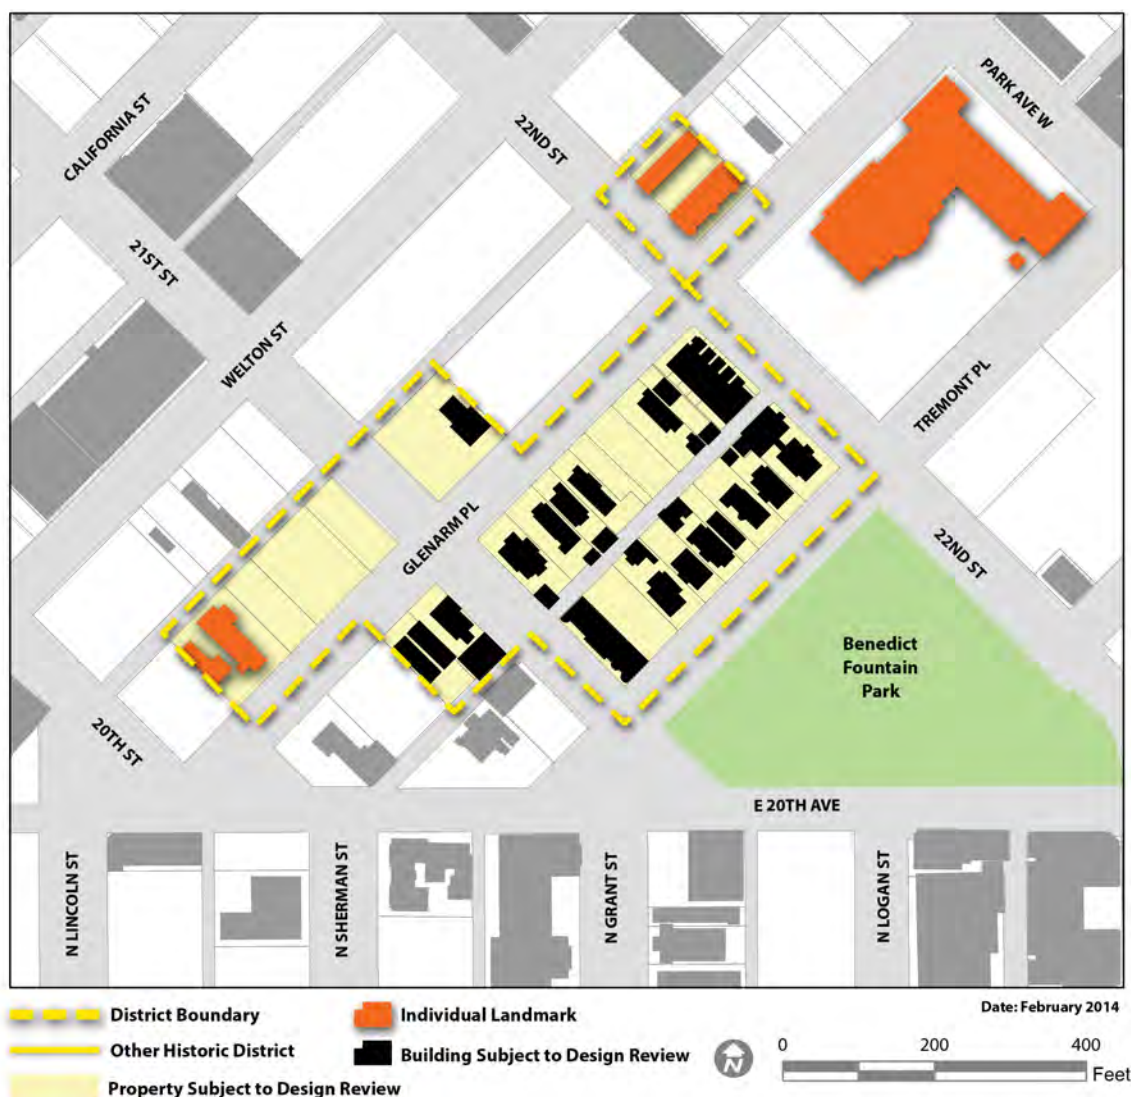 PARK AVE W
CALIFORNIA ST
22ND ST
21ST ST
WELTON ST
TREMONT PL
GLENARM PL
22ND ST
Benedict
Fountain
Park
20TH ST
E 20TH AVE
N LINCOLN ST
N SHERMAN ST
N GRANT ST
N LOGAN ST
District Boundary
Other Historic District
Property Subject to Design Review
Individual Landmark
Building Subject to Design Review
N
Date: February 2014
0 200 400
Feet